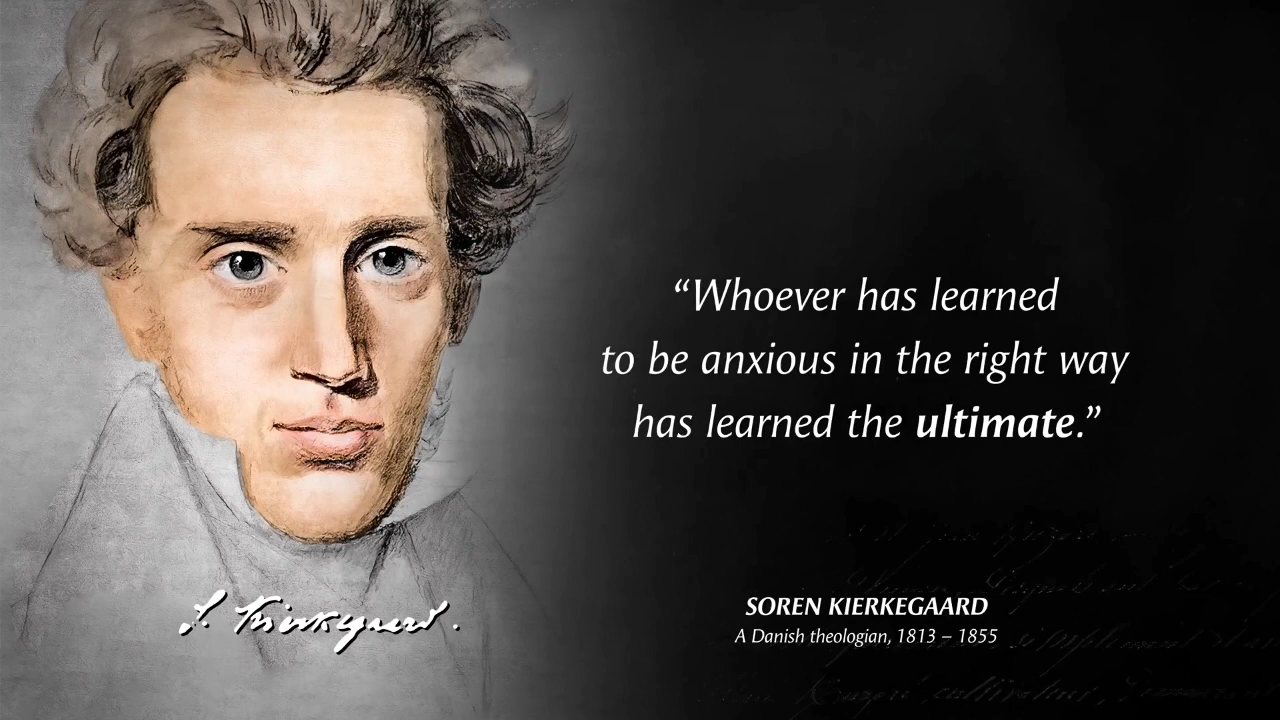 “Whoever has learned
to be anxious in the right way
has learned the ultimate.”
S. Kierkegaard.
SOREN KIERKEGAARD
A Danish theologian, 1813 – 1855